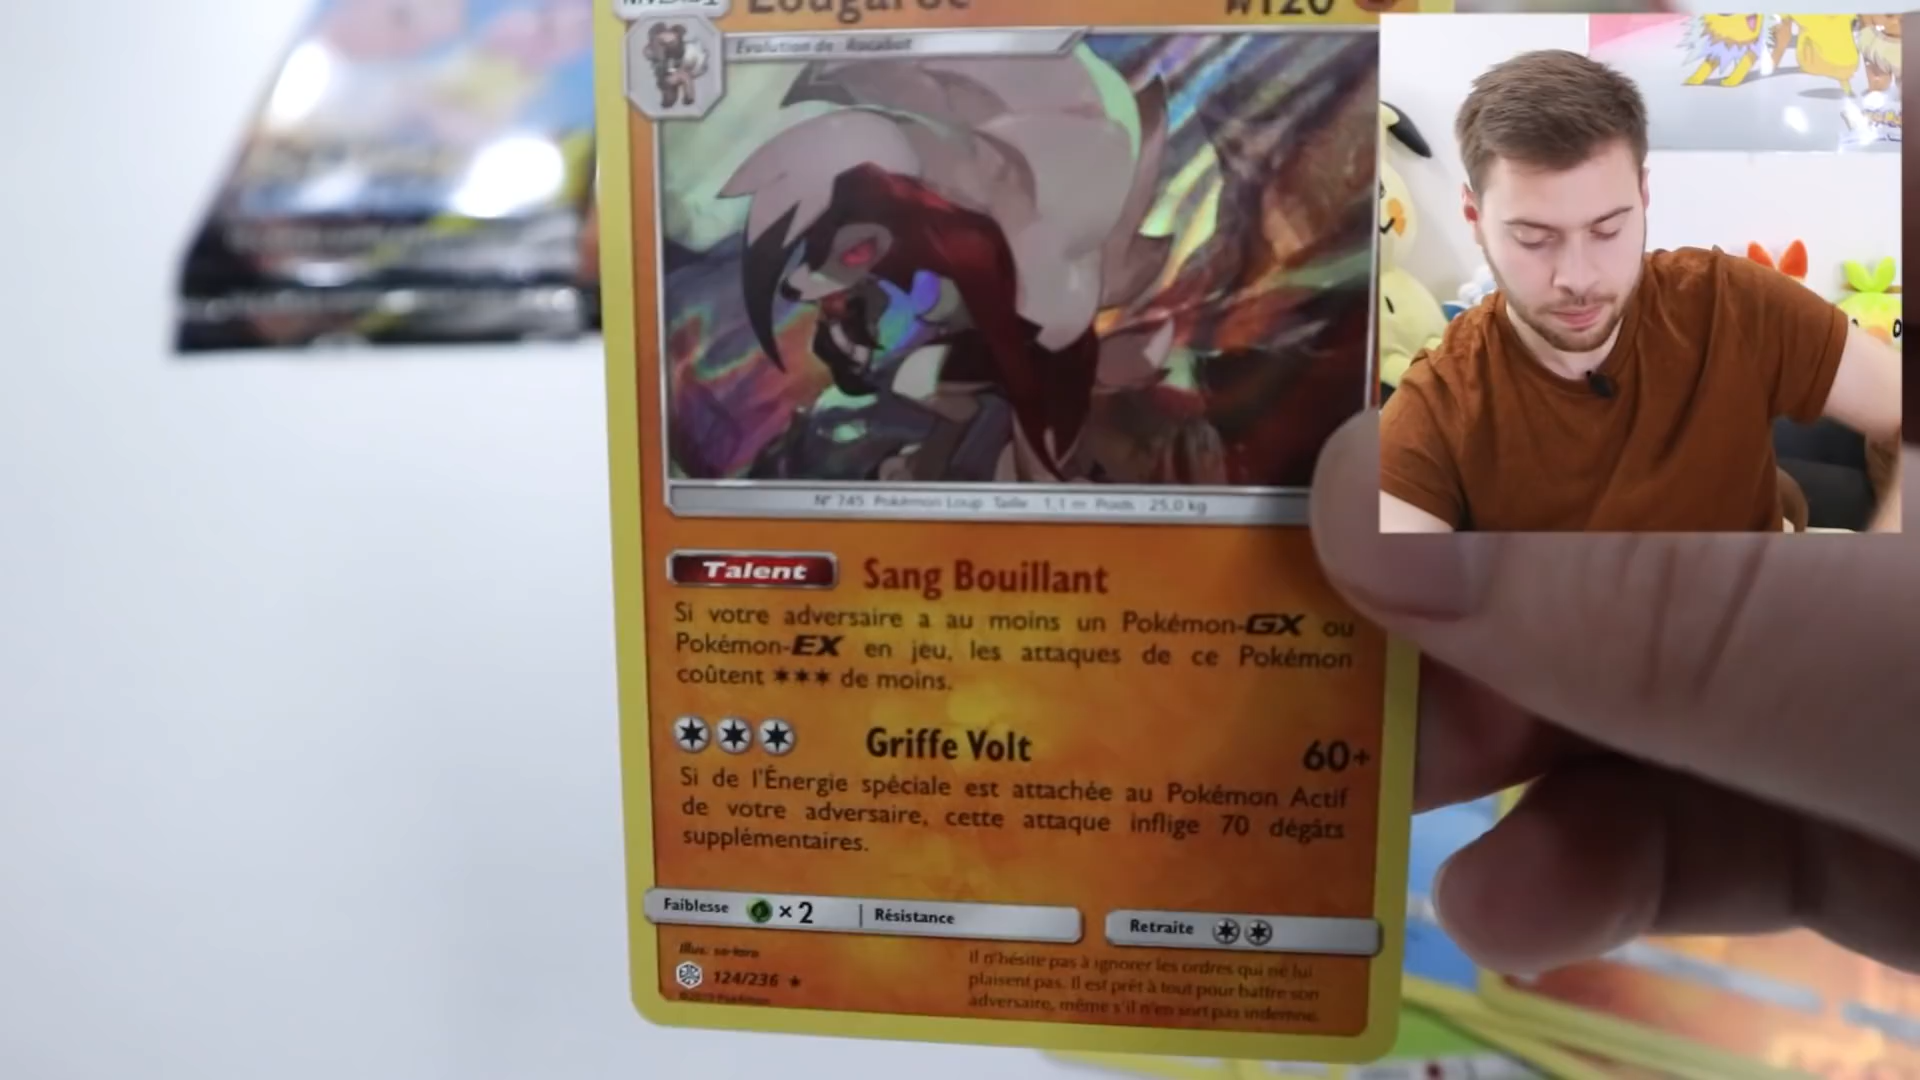 Lougaroc
120
Évolution de Rocabot
N° 745 Pokémon Loup Taille : 1,1 m Poids : 25,0 kg
Talent Sang Bouillant
Si votre adversaire a au moins un Pokémon-GX ou
Pokémon-EX en jeu, les attaques de ce Pokémon
coûtent ✶✶✶ de moins.
Griffe Volt 60+
Si de l'Énergie spéciale est attachée au Pokémon Actif
de votre adversaire, cette attaque inflige 70 dégâts
supplémentaires.
Faiblesse ×2 Résistance Retraite
Illus. so-taro
124/236 ★
Il n'hésite pas à ignorer les ordres qui ne lui
plaisent pas. Il est prêt à tout pour battre son
adversaire, même s'il n'en sort pas indemne.